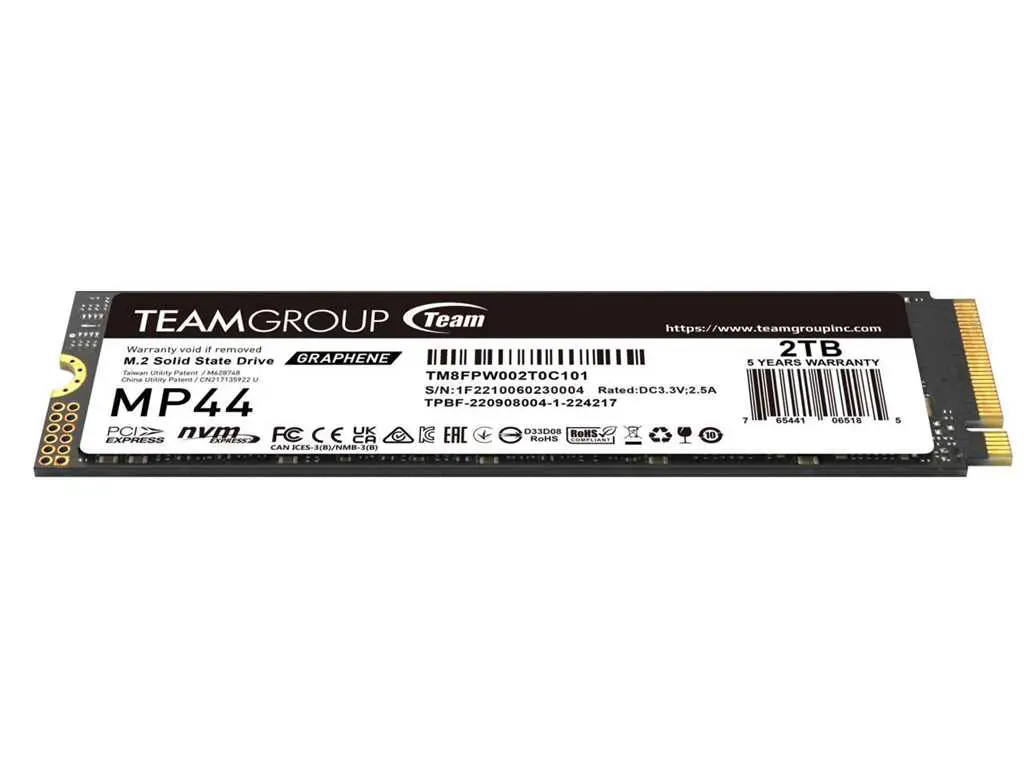 TEAMGROUP Team
https://www.teamgroupinc.com
Warranty void if removed
M.2 Solid State Drive GRAPHENE
Taiwan Utility Patent / M628748
China Utility Patent / CN217135922 U
MP44
PCI EXPRESS
nvm EXPRESS
TM8FPW002T0C101
S/N:1F2210060230004 Rated:DC3.3V;2.5A
TPBF-220908004-1-224217
FC CE UK CA EAC D33D08 RoHS RoHS COMPLIANT 10
CAN ICES-3(B)/NMB-3(B)
2TB
5 YEARS WARRANTY
7 65441 06518 5